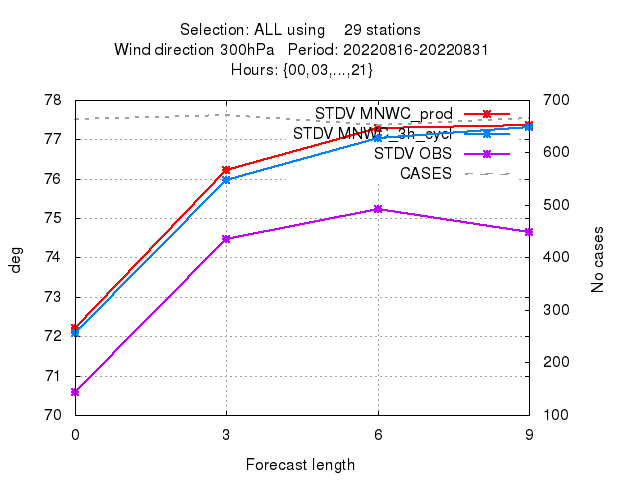 Selection: ALL using    29 stations
Wind direction 300hPa   Period: 20220816-20220831
Hours: {00,03,...,21}
78
77
76
75
74
73
72
71
70
700
600
500
400
300
200
100
0
3
6
9
deg
No cases
Forecast length
STDV MNWC_prod
STDV MNWC_3h_cycl
STDV OBS
CASES